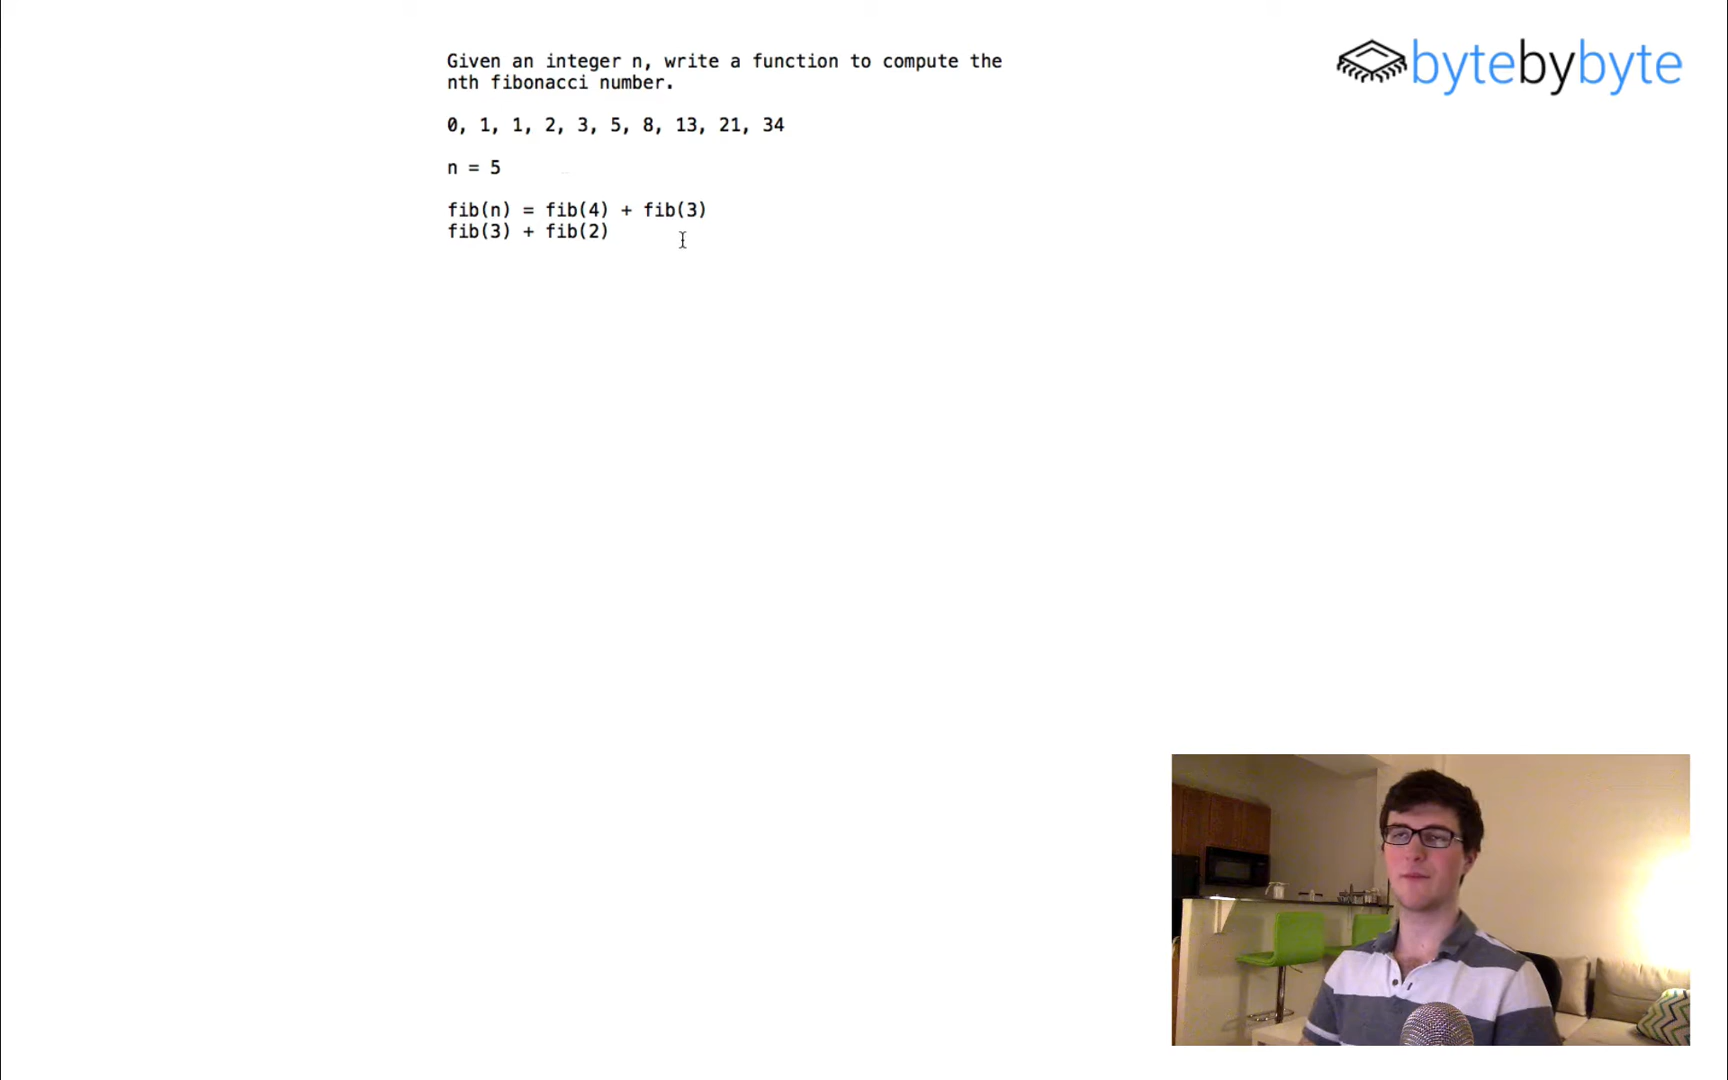 Given an integer n, write a function to compute the
nth fibonacci number.
0, 1, 1, 2, 3, 5, 8, 13, 21, 34
n = 5
fib(n) = fib(4) + fib(3)
fib(3) + fib(2)
bytebybyte